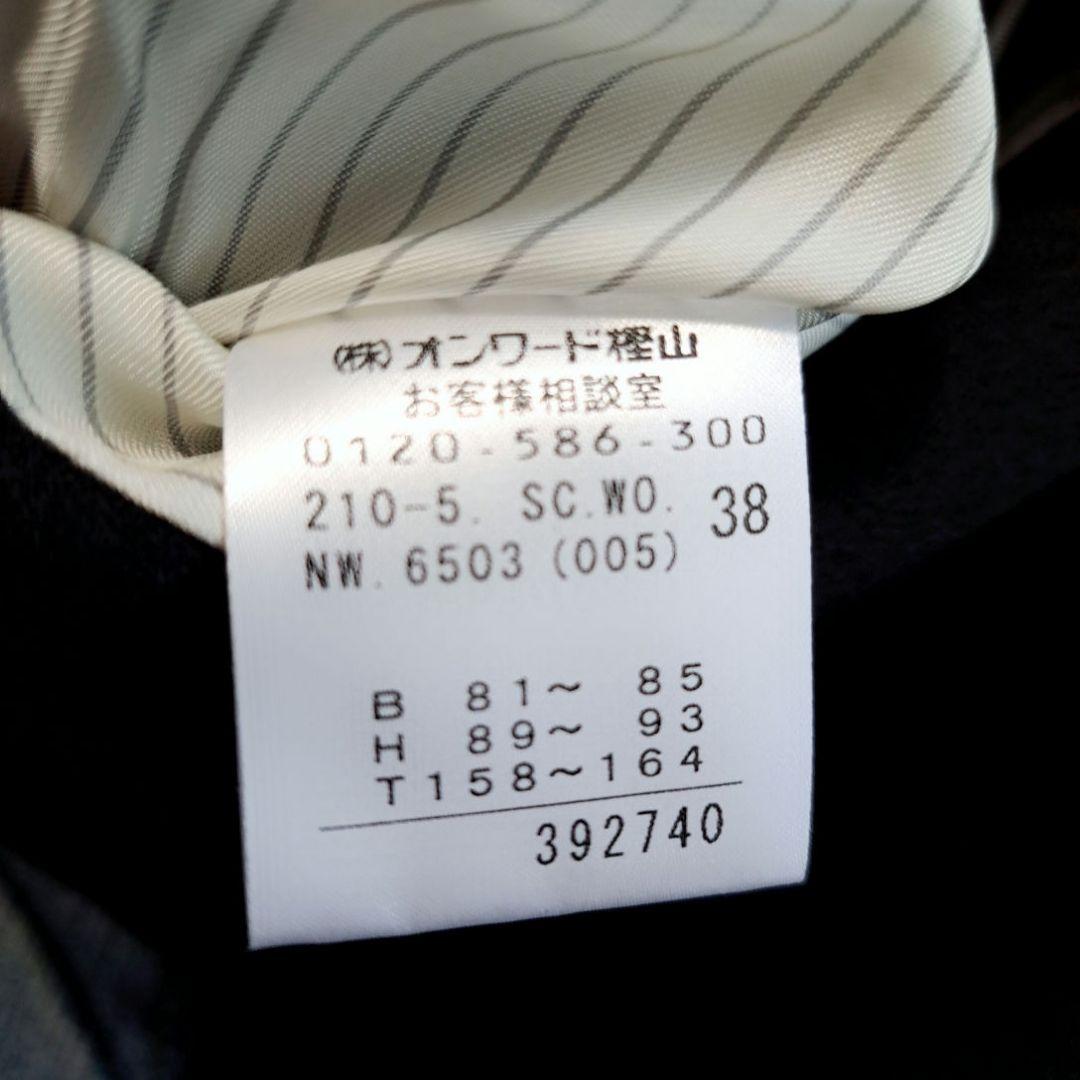 (株)オンワード樫山
お客様相談室
0120-586-300
210-5. SC.WO. 38
NW. 6503 (005)
B 81～ 85
H 89～ 93
T158～164
392740